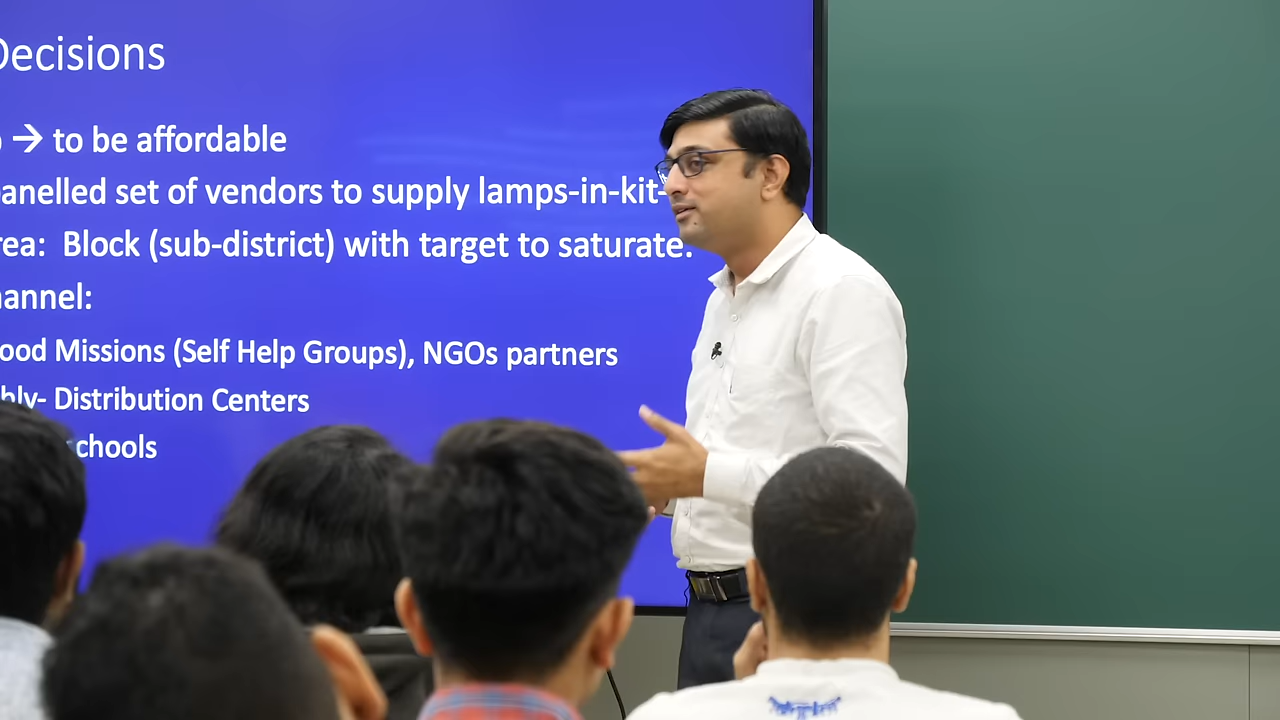 Decisions
→ to be affordable
anelled set of vendors to supply lamps-in-kit-
rea: Block (sub-district) with target to saturate.
annel:
ood Missions (Self Help Groups), NGOs partners
bly- Distribution Centers
chools